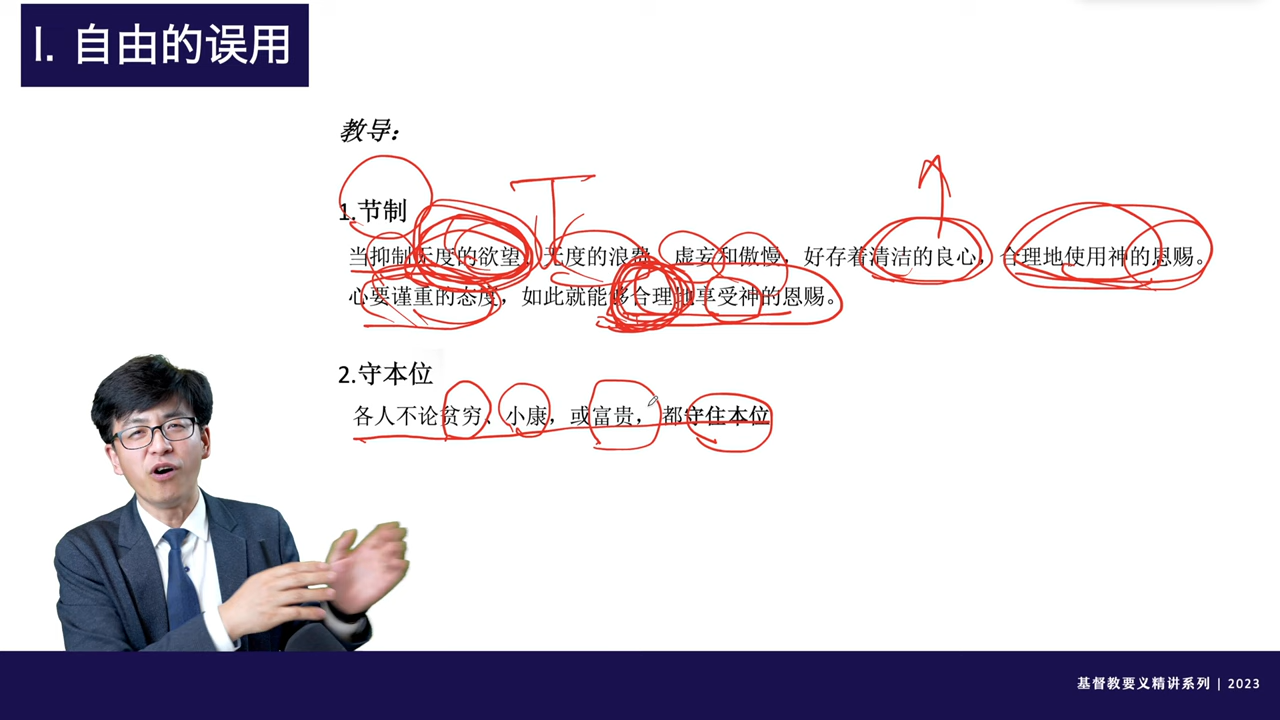 I. 自由的误用
教导：
1.节制
当抑制无度的欲望、无度的浪费、虚妄和傲慢，好存着清洁的良心，合理地使用神的恩赐。
心要谨重的态度，如此就能够合理地享受神的恩赐。
2.守本位
各人不论贫穷、小康，或富贵，都守住本位
基督教要义精讲系列 | 2023